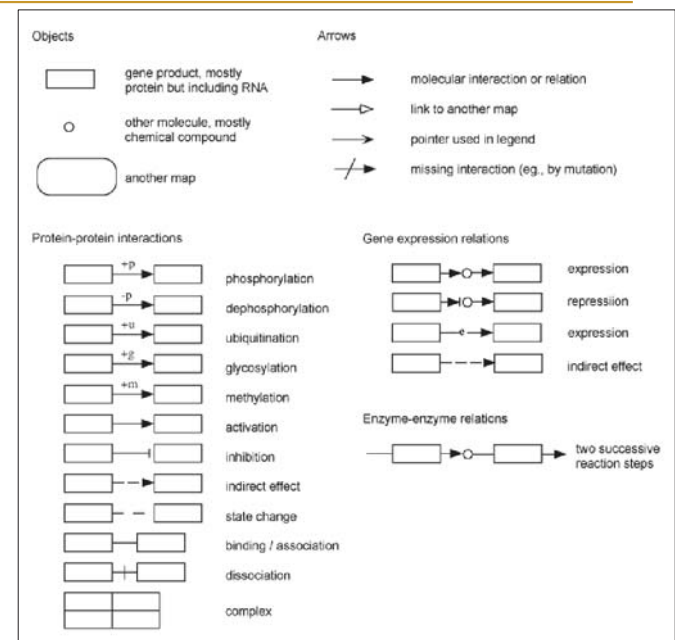 Objects
gene product, mostly
protein but including RNA
other molecule, mostly
chemical compound
another map
Arrows
molecular interaction or relation
link to another map
pointer used in legend
missing interaction (eg., by mutation)
Protein-protein interactions
+p
phosphorylation
-p
dephosphorylation
+u
ubiquitination
+g
glycosylation
+m
methylation
activation
inhibition
indirect effect
state change
binding / association
dissociation
complex
Gene expression relations
expression
repressiion
e
expression
indirect effect
Enzyme-enzyme relations
two successive
reaction steps